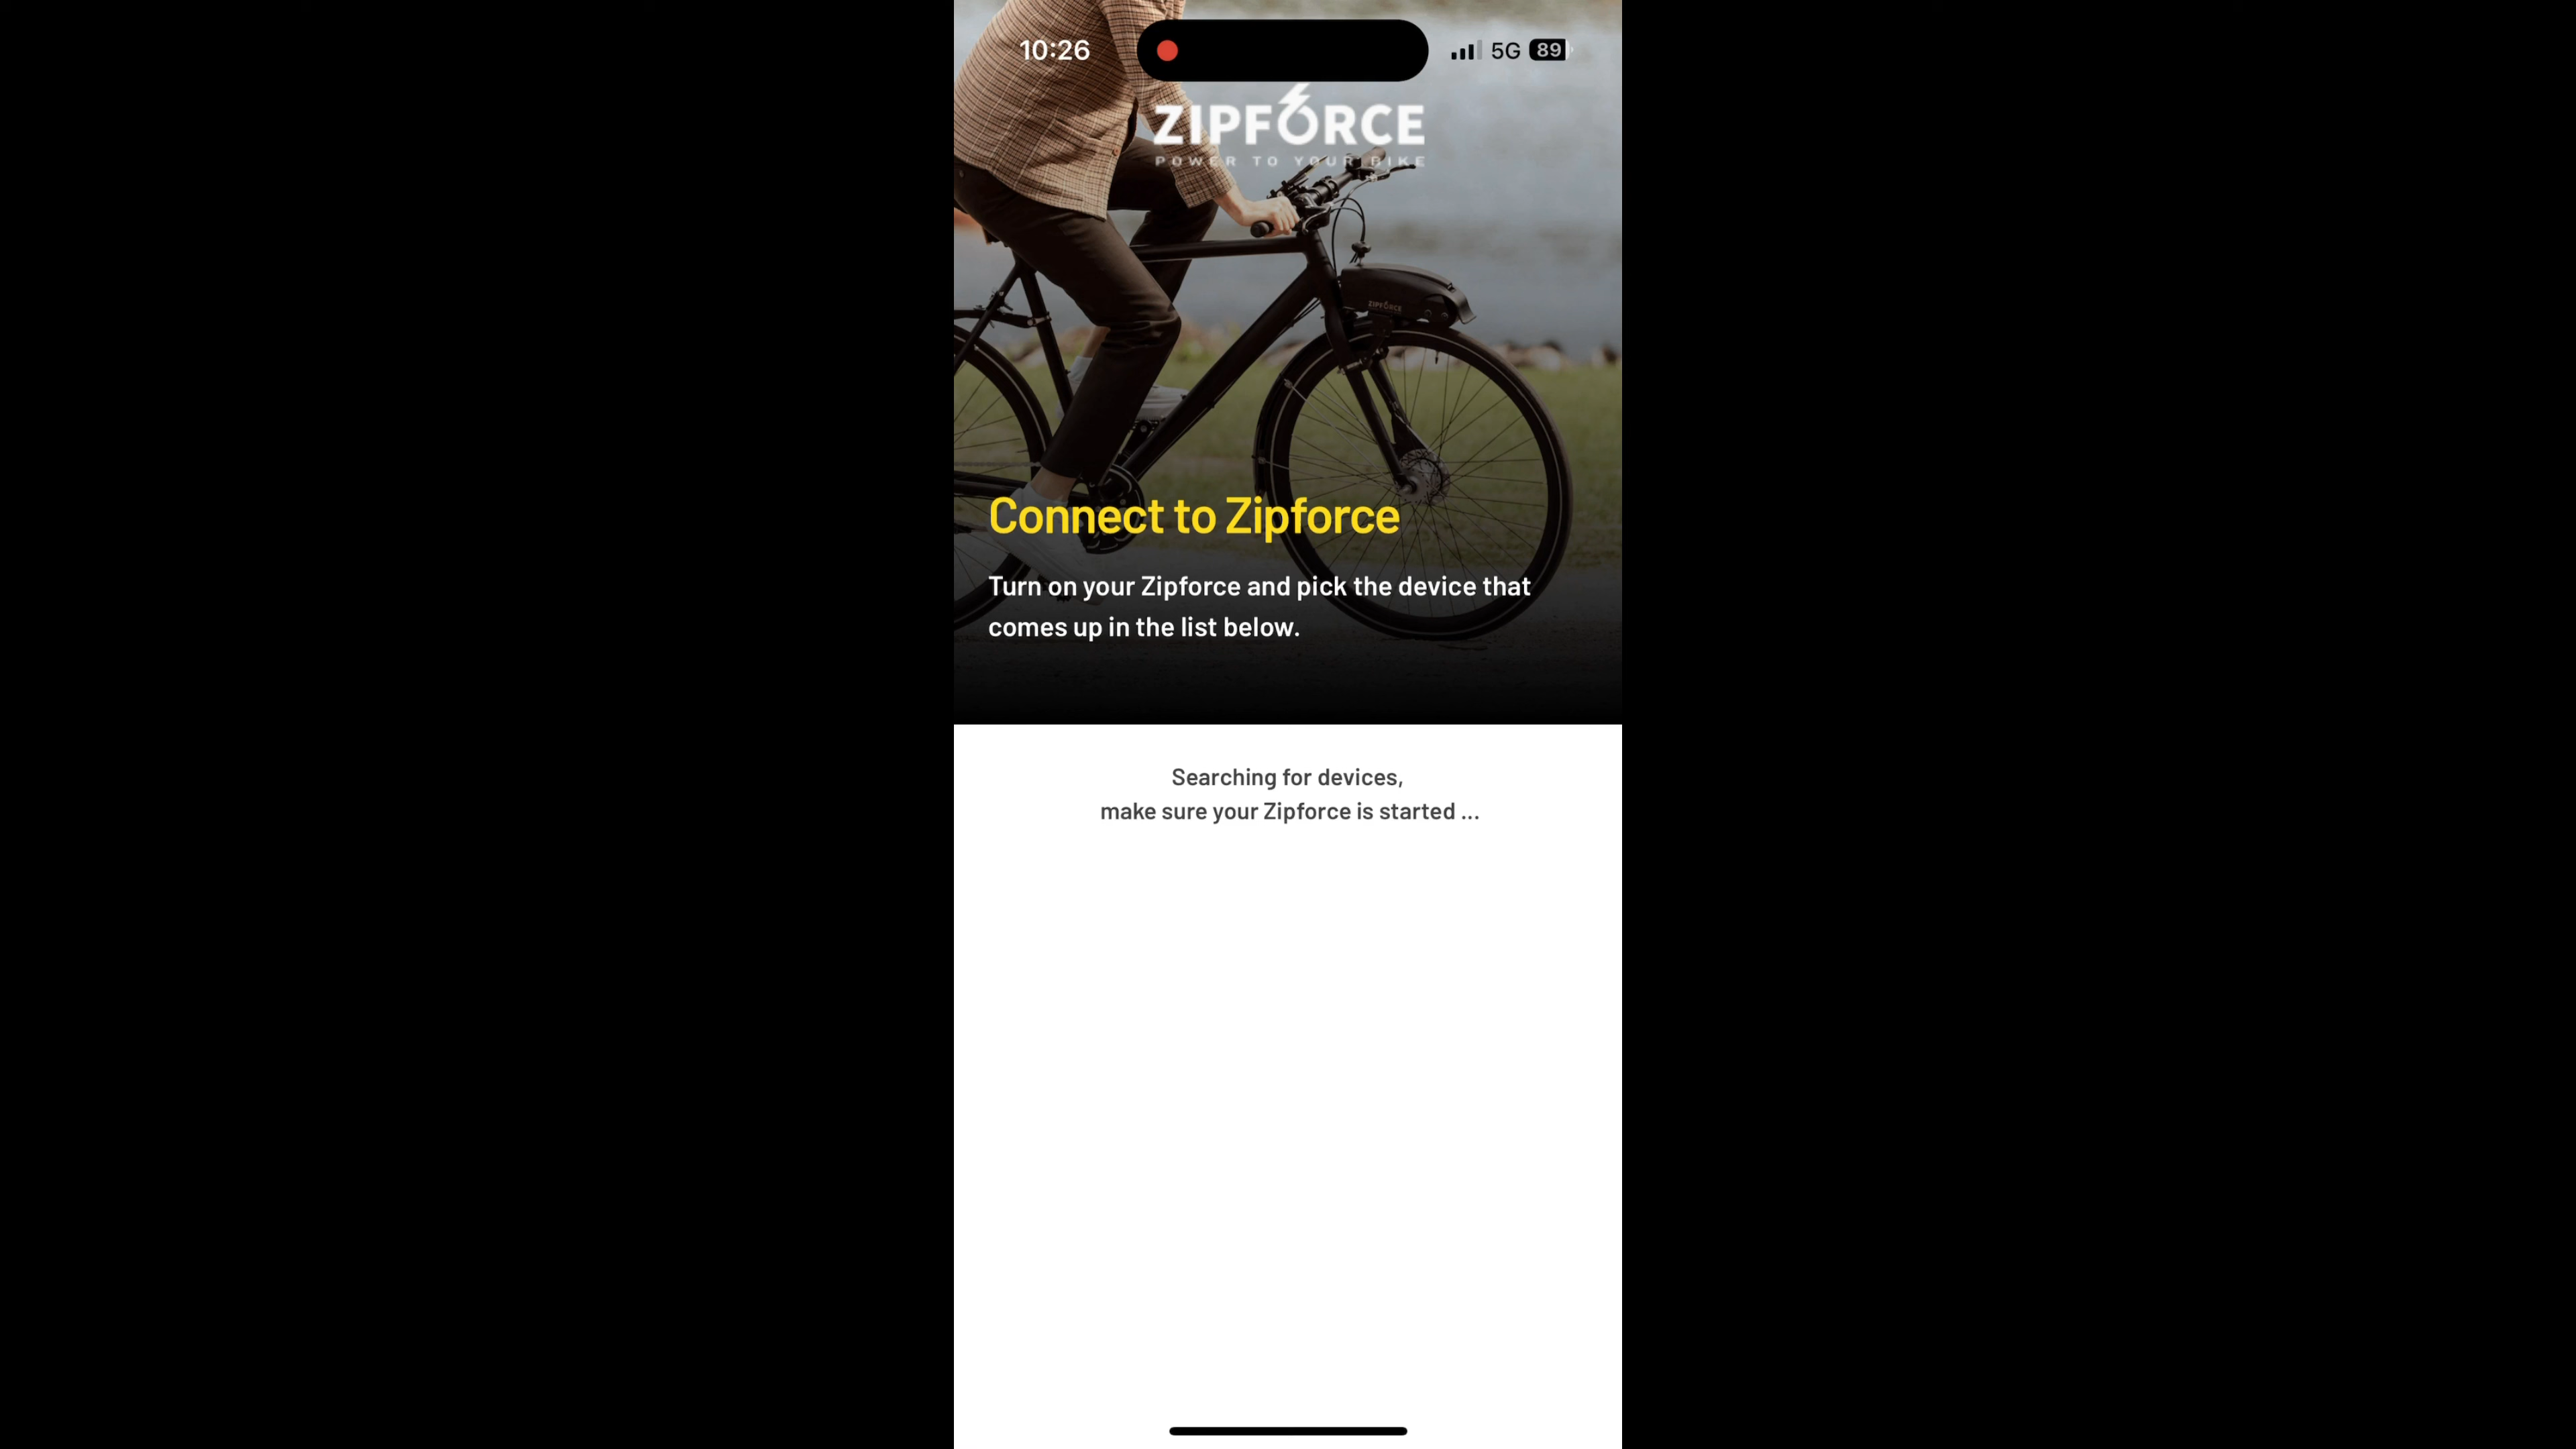 10:26
5G 89
ZIPFORCE
POWER TO YOUR BIKE
ZIPFORCE
Connect to Zipforce
Turn on your Zipforce and pick the device that
comes up in the list below.
Searching for devices,
make sure your Zipforce is started ...